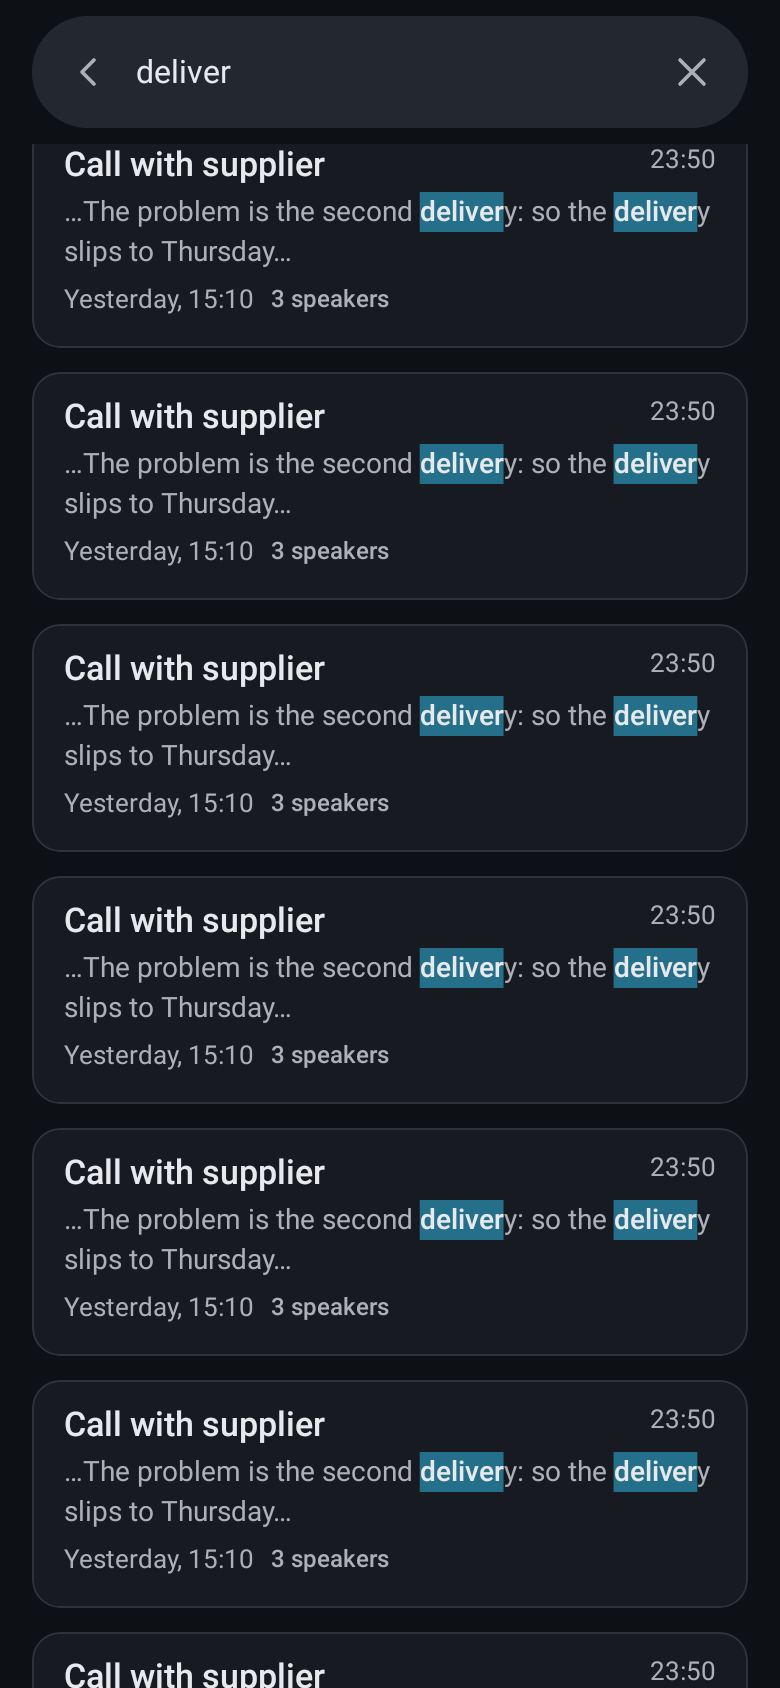 deliver
Call with supplier 23:50
…The problem is the second delivery: so the delivery
slips to Thursday…
Yesterday, 15:10 3 speakers
Call with supplier 23:50
…The problem is the second delivery: so the delivery
slips to Thursday…
Yesterday, 15:10 3 speakers
Call with supplier 23:50
…The problem is the second delivery: so the delivery
slips to Thursday…
Yesterday, 15:10 3 speakers
Call with supplier 23:50
…The problem is the second delivery: so the delivery
slips to Thursday…
Yesterday, 15:10 3 speakers
Call with supplier 23:50
…The problem is the second delivery: so the delivery
slips to Thursday…
Yesterday, 15:10 3 speakers
Call with supplier 23:50
…The problem is the second delivery: so the delivery
slips to Thursday…
Yesterday, 15:10 3 speakers
Call with supplier 23:50